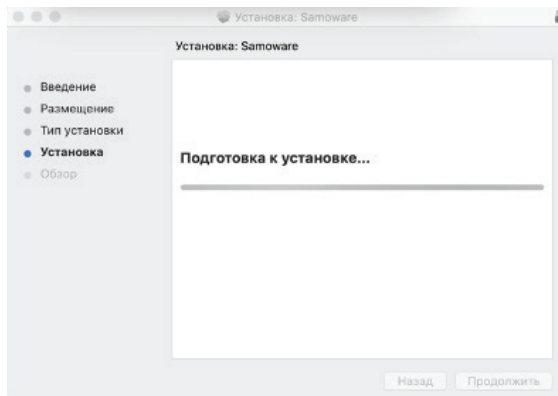 Установка: Samoware
Установка: Samoware
Введение
Размещение
Тип установки
Установка
Обзор
Подготовка к установке...
Назад
Продолжить